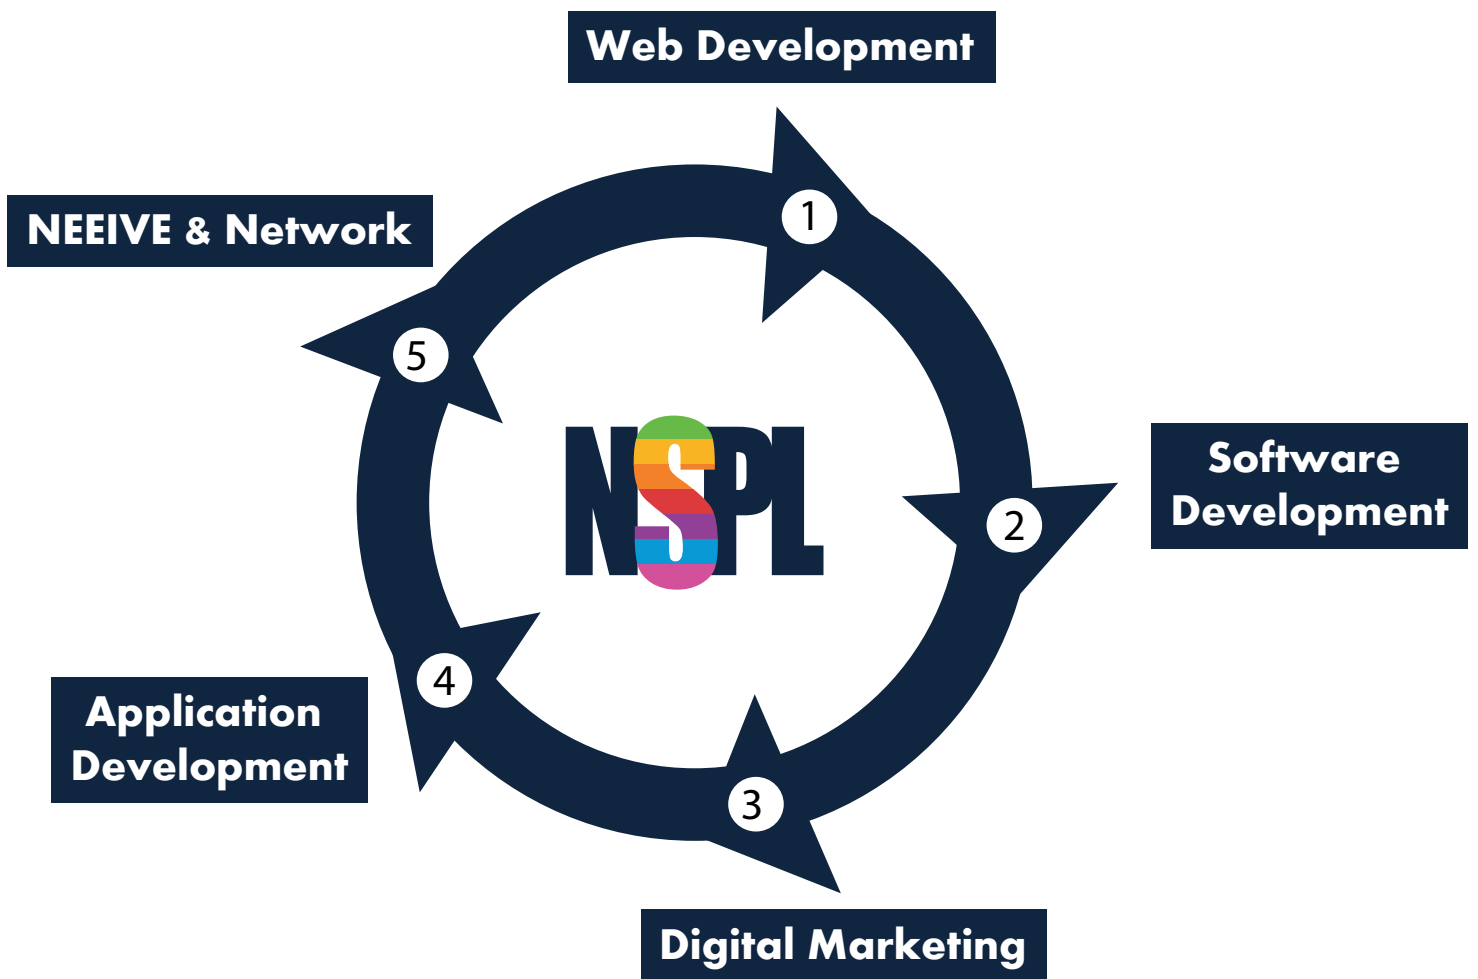 Web Development
1
NEEIVE & Network
5
NSPL
Software
Development
2
Application
Development
4
3
Digital Marketing